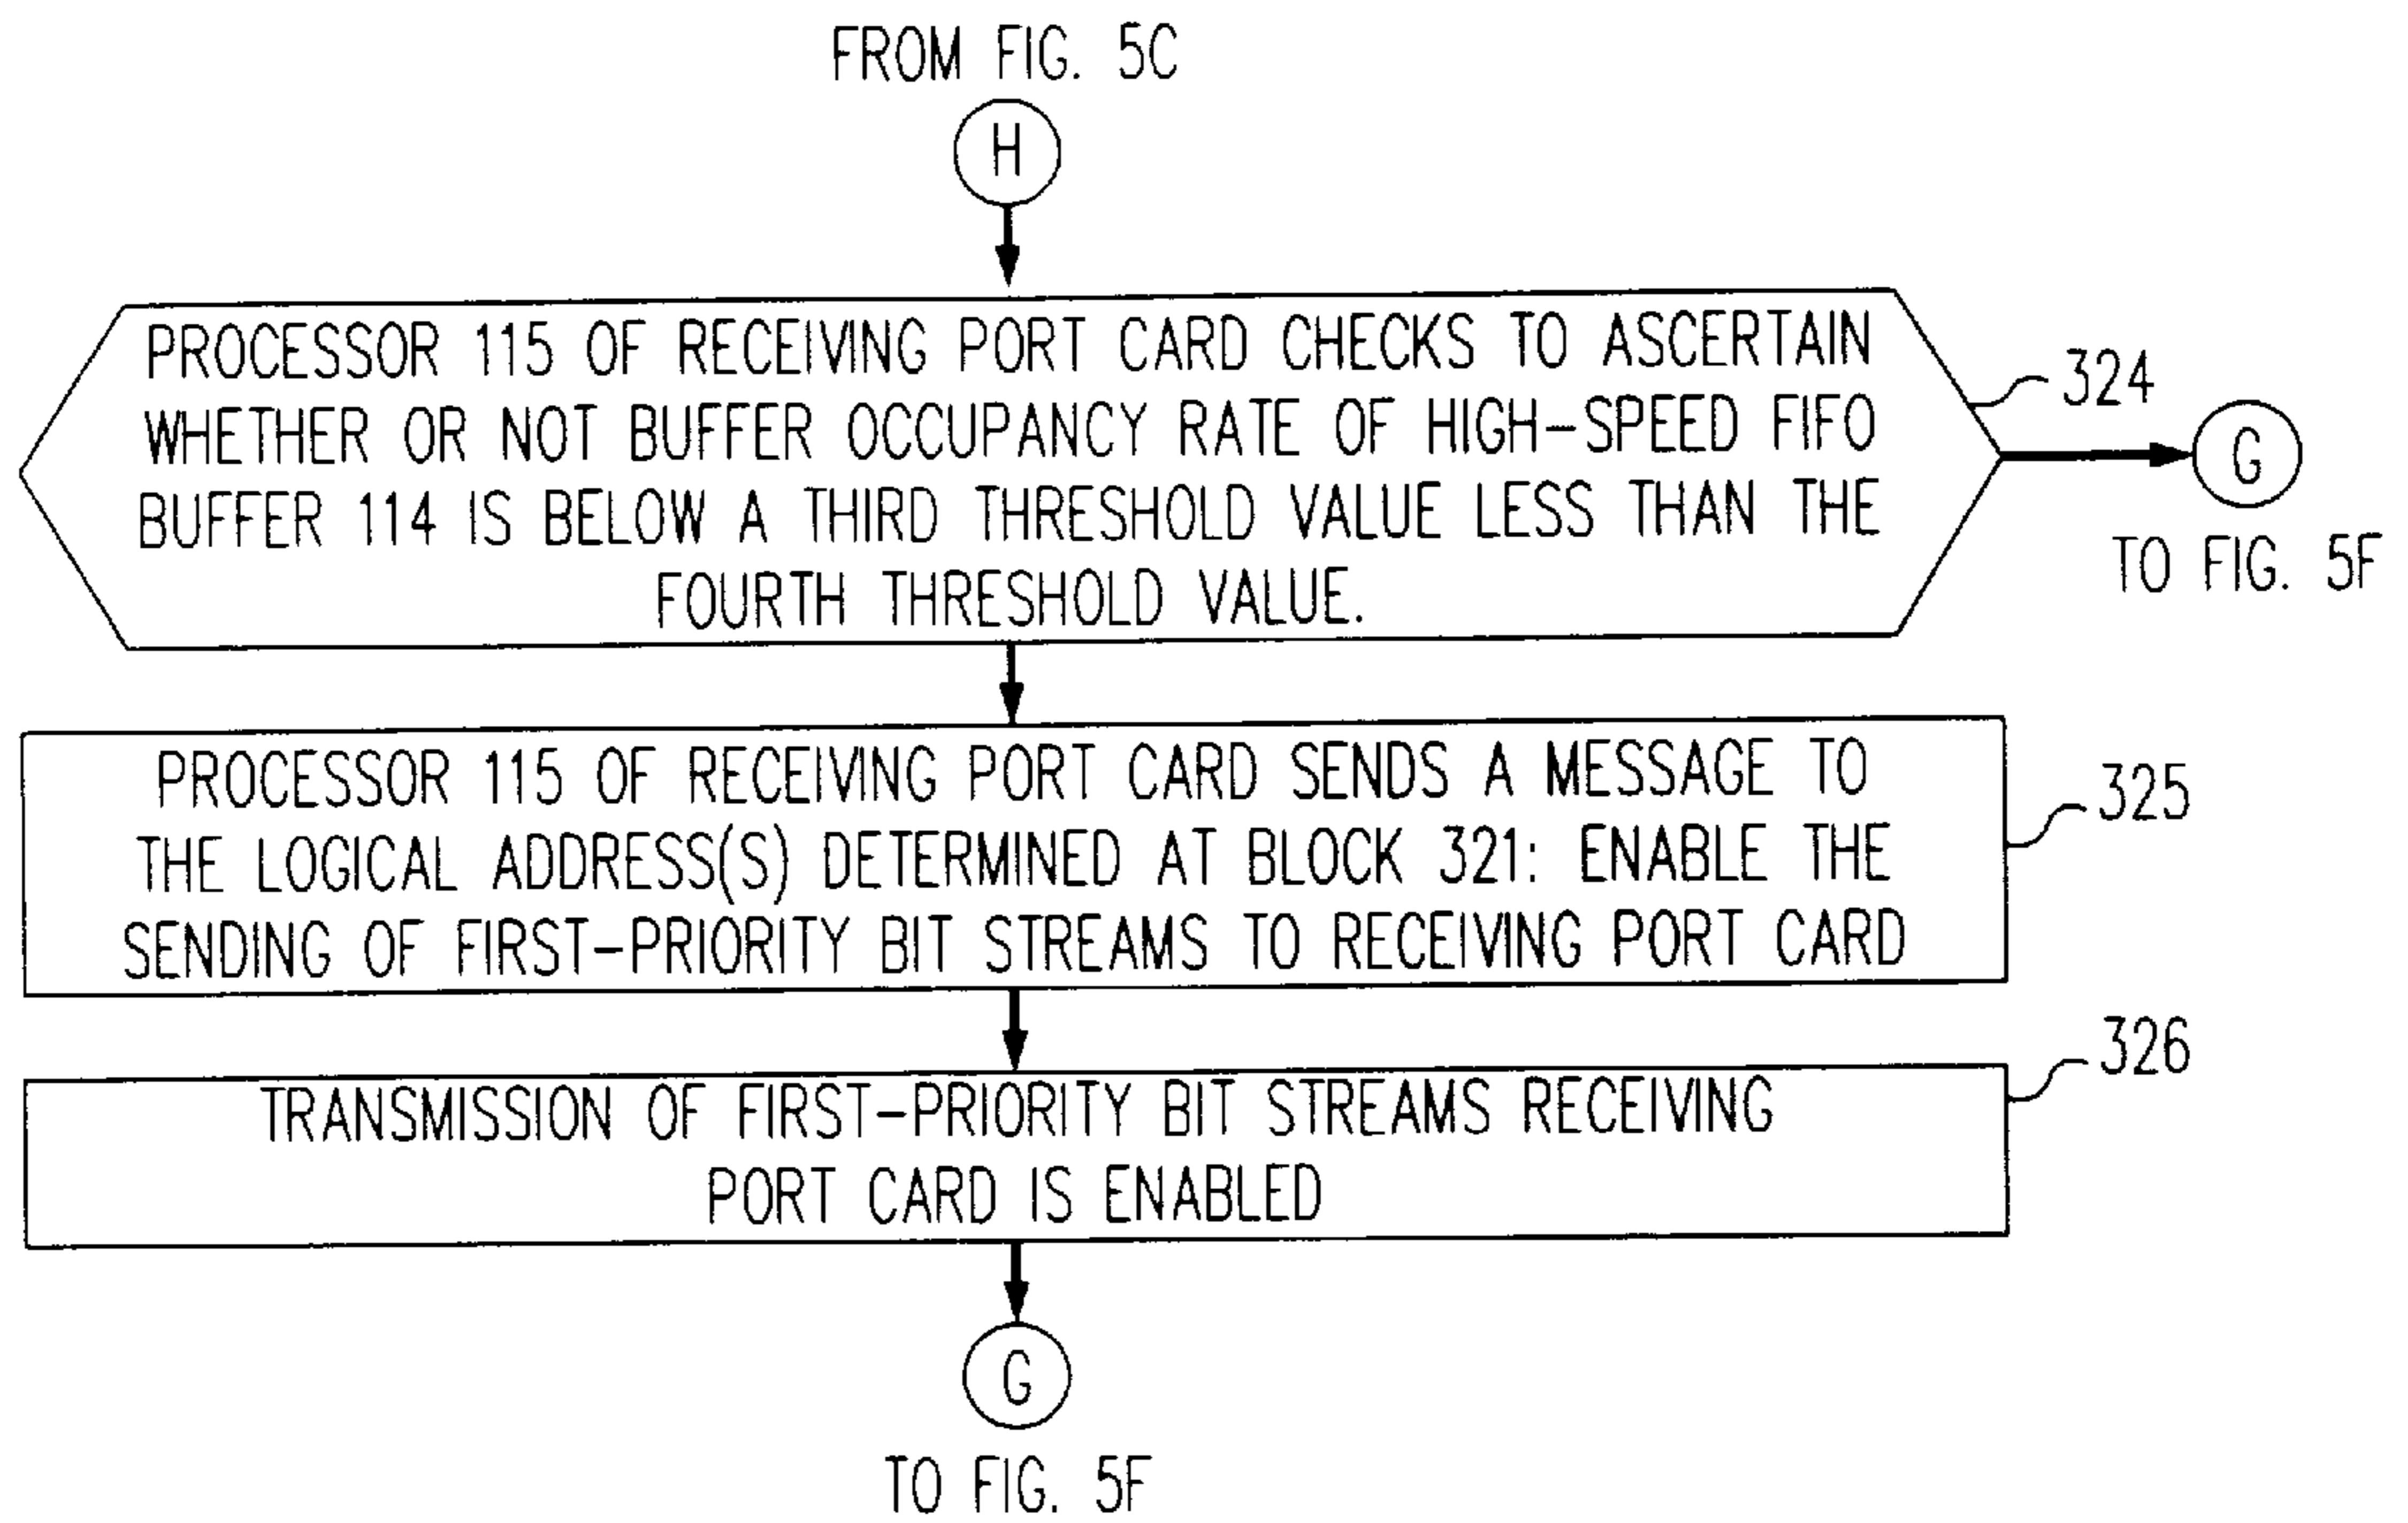 FROM FIG. 5C
H
PROCESSOR 115 OF RECEIVING PORT CARD CHECKS TO ASCERTAIN
WHETHER OR NOT BUFFER OCCUPANCY RATE OF HIGH-SPEED FIFO
BUFFER 114 IS BELOW A THIRD THRESHOLD VALUE LESS THAN THE
FOURTH THRESHOLD VALUE.
324
G
TO FIG. 5F
PROCESSOR 115 OF RECEIVING PORT CARD SENDS A MESSAGE TO
THE LOGICAL ADDRESS(S) DETERMINED AT BLOCK 321: ENABLE THE
SENDING OF FIRST-PRIORITY BIT STREAMS TO RECEIVING PORT CARD
325
TRANSMISSION OF FIRST-PRIORITY BIT STREAMS RECEIVING
PORT CARD IS ENABLED
326
G
TO FIG. 5F